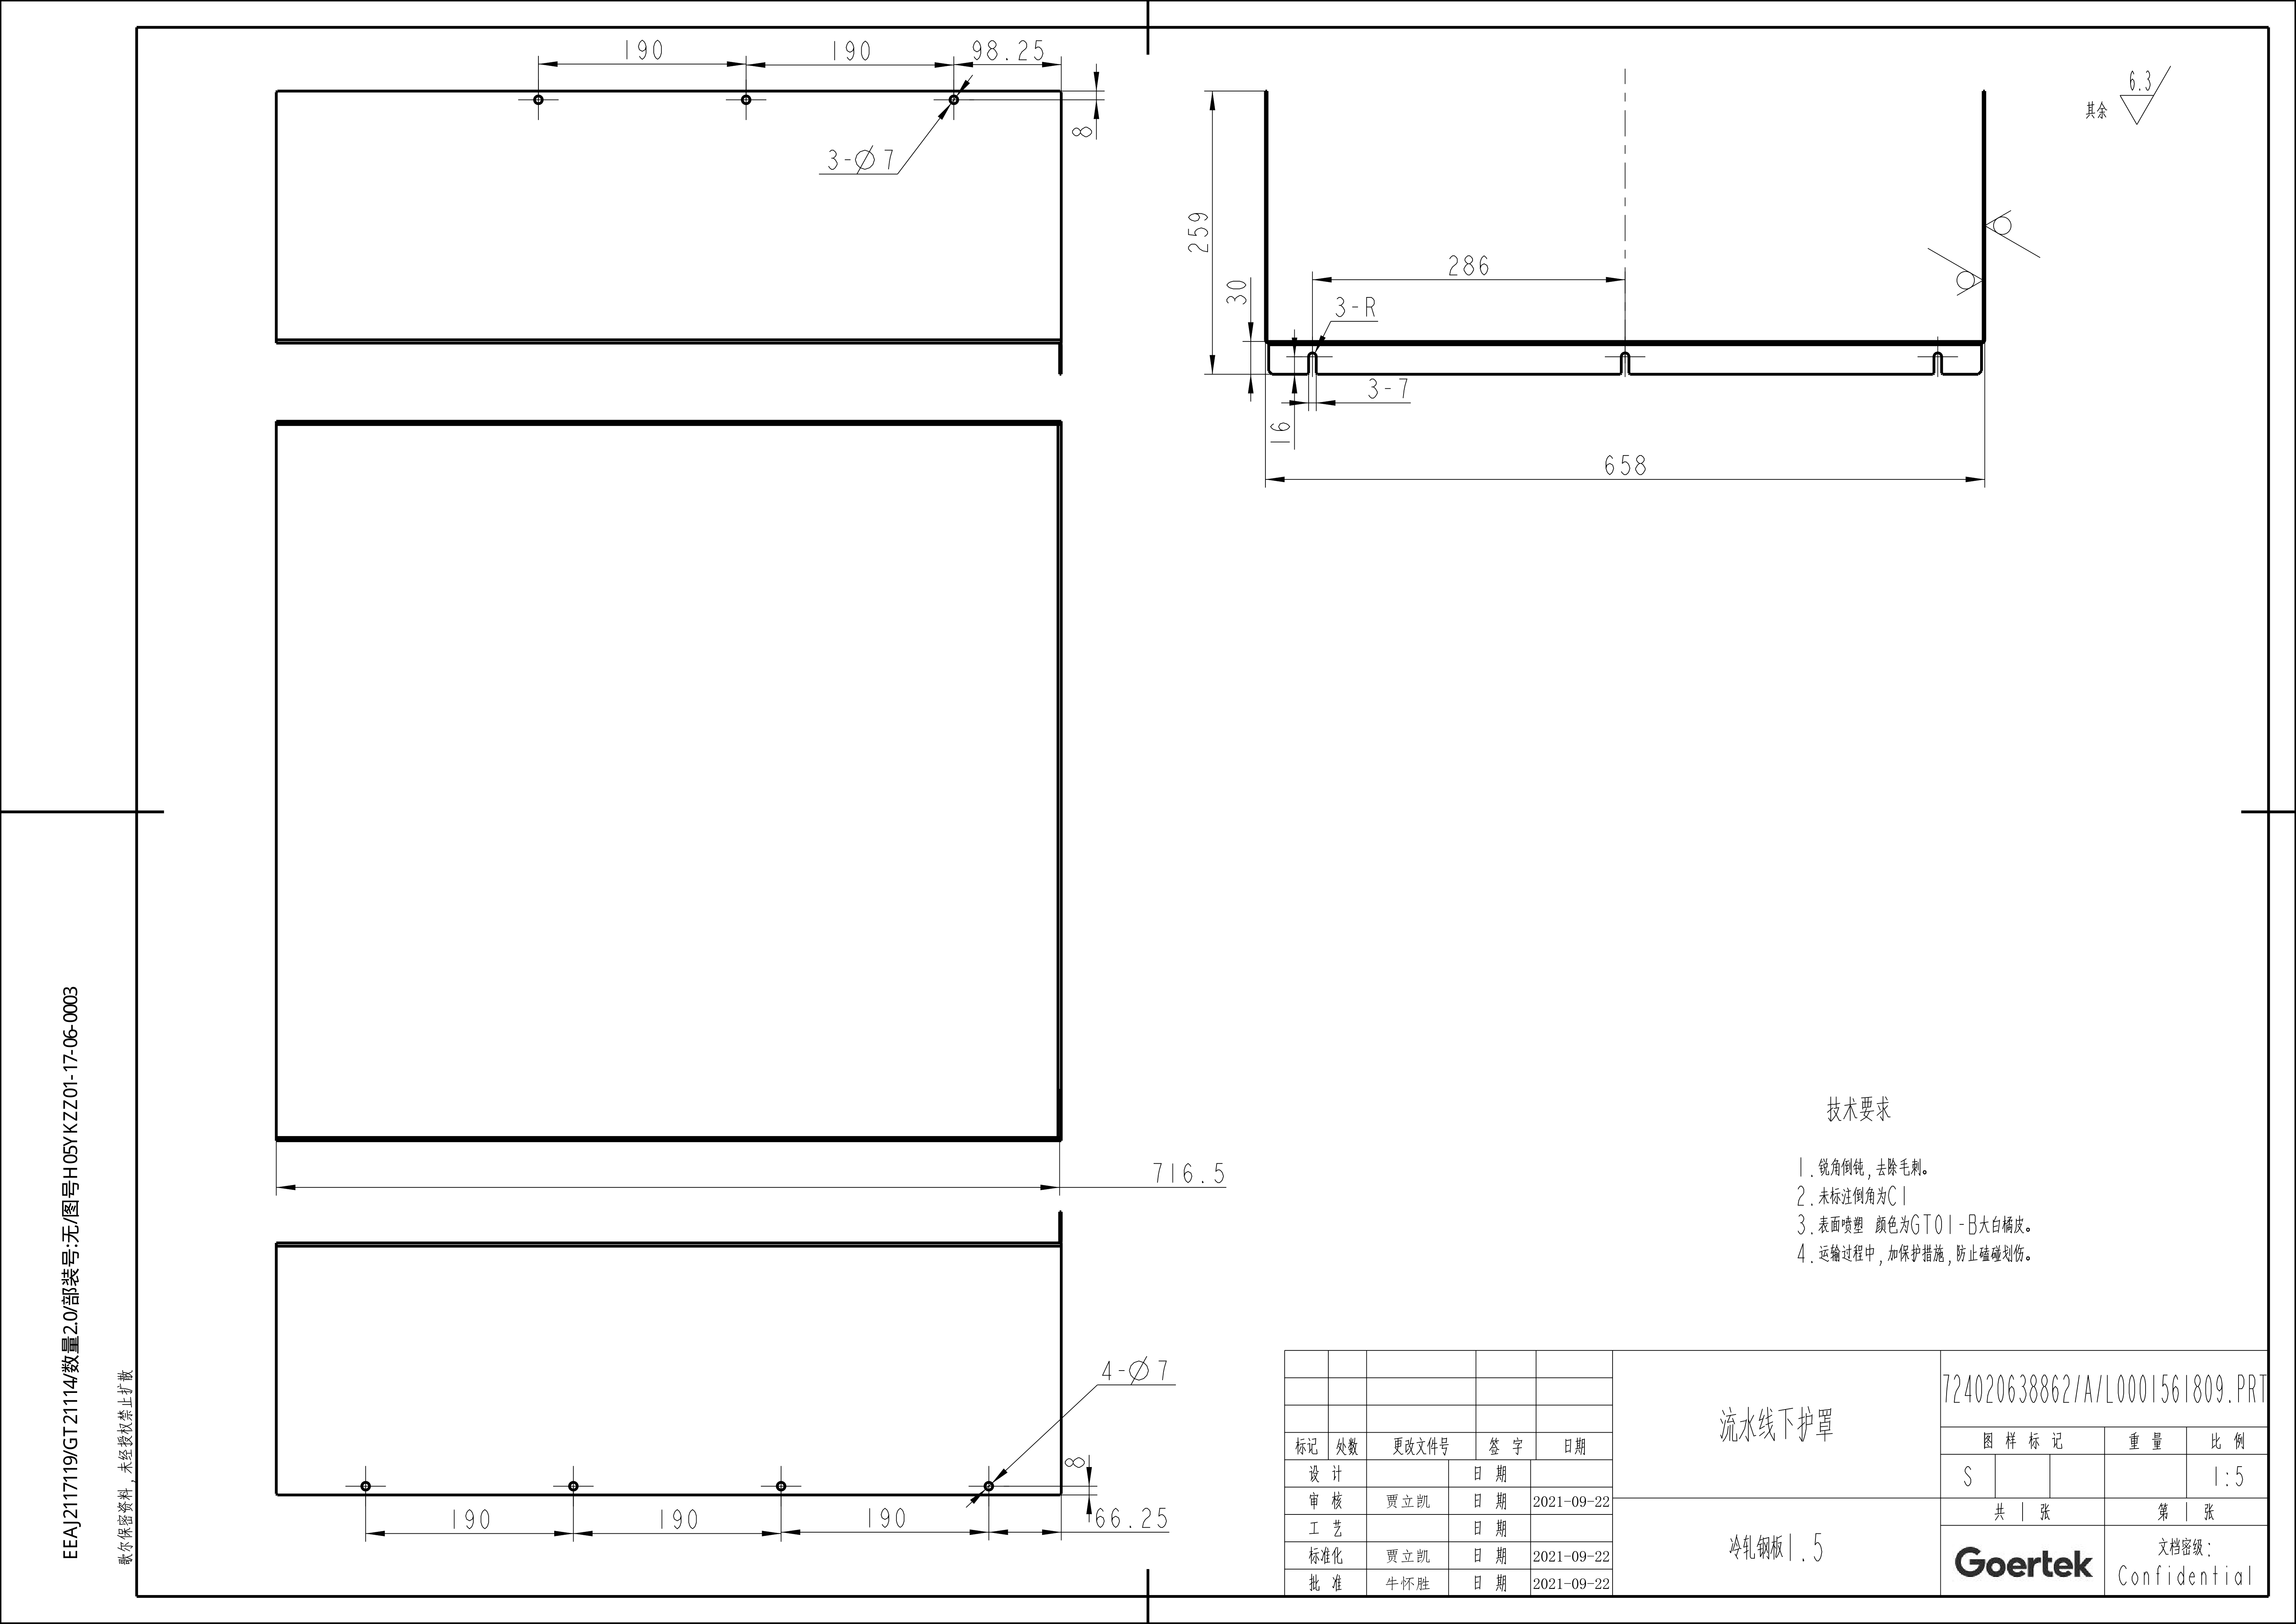 190
190
98.25
8
3-∅7
259
30
286
3-R
3-7
16
658
其余
6.3
716.5
4-∅7
8
190
190
190
66.25
技术要求
1.锐角倒钝,去除毛刺。
2.未标注倒角为C1
3.表面喷塑 颜色为GT01-B大白橘皮。
4.运输过程中,加保护措施,防止磕碰划伤。
EEAJ2117119/GT21114/数量2.0/部装号:无/图号H05YKZZ01-17-06-0003
歌尔保密资料,未经授权禁止扩散
标记 处数 更改文件号 签 字 日期
设 计 日 期
审 核 贾立凯 日 期 2021-09-22
工 艺 日 期
标准化 贾立凯 日 期 2021-09-22
批 准 牛怀胜 日 期 2021-09-22
流水线下护罩
冷轧钢板1.5
724020638862/A/L0001561809.PRT
图 样 标 记 重 量 比 例
S 1:5
共 1 张 第 1 张
Goertek
文档密级:
Confidential